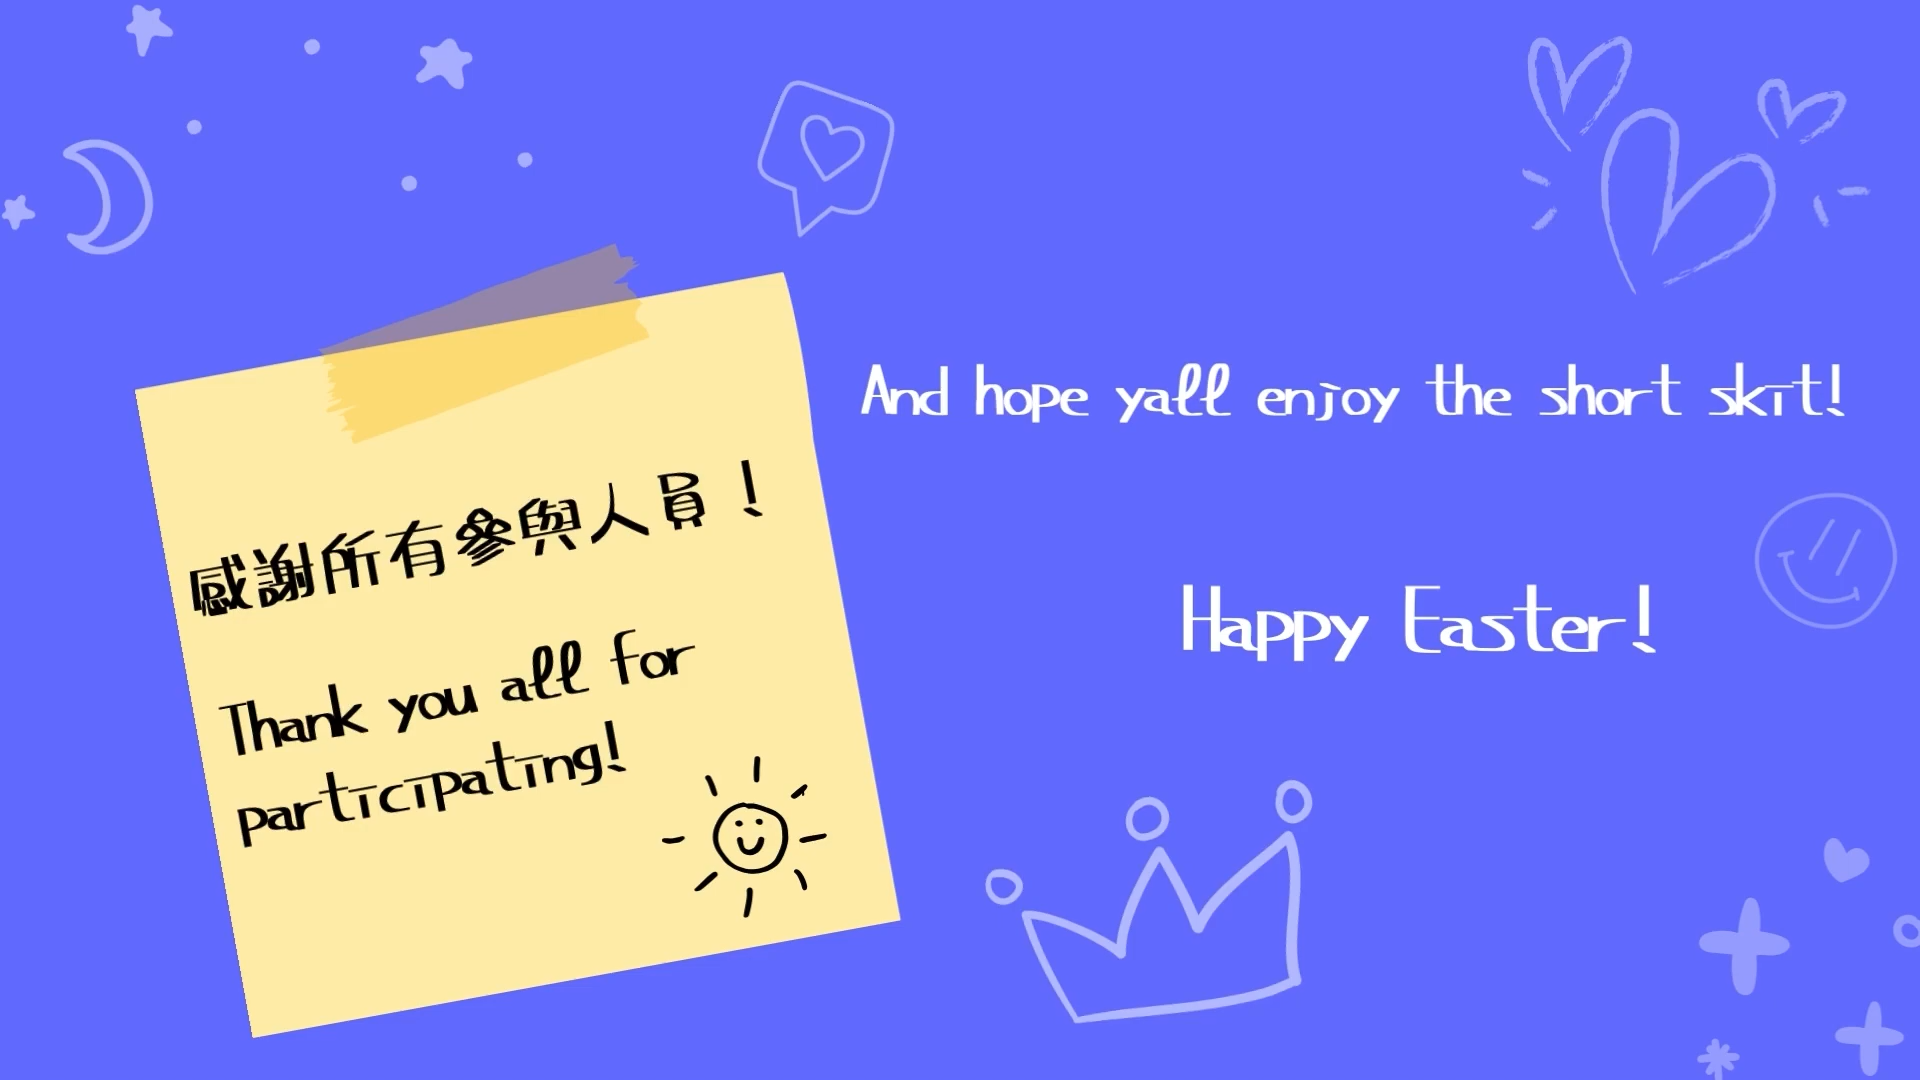 感謝所有參與人員！
Thank you all for
participating!
And hope yall enjoy the short skit!
Happy Easter!